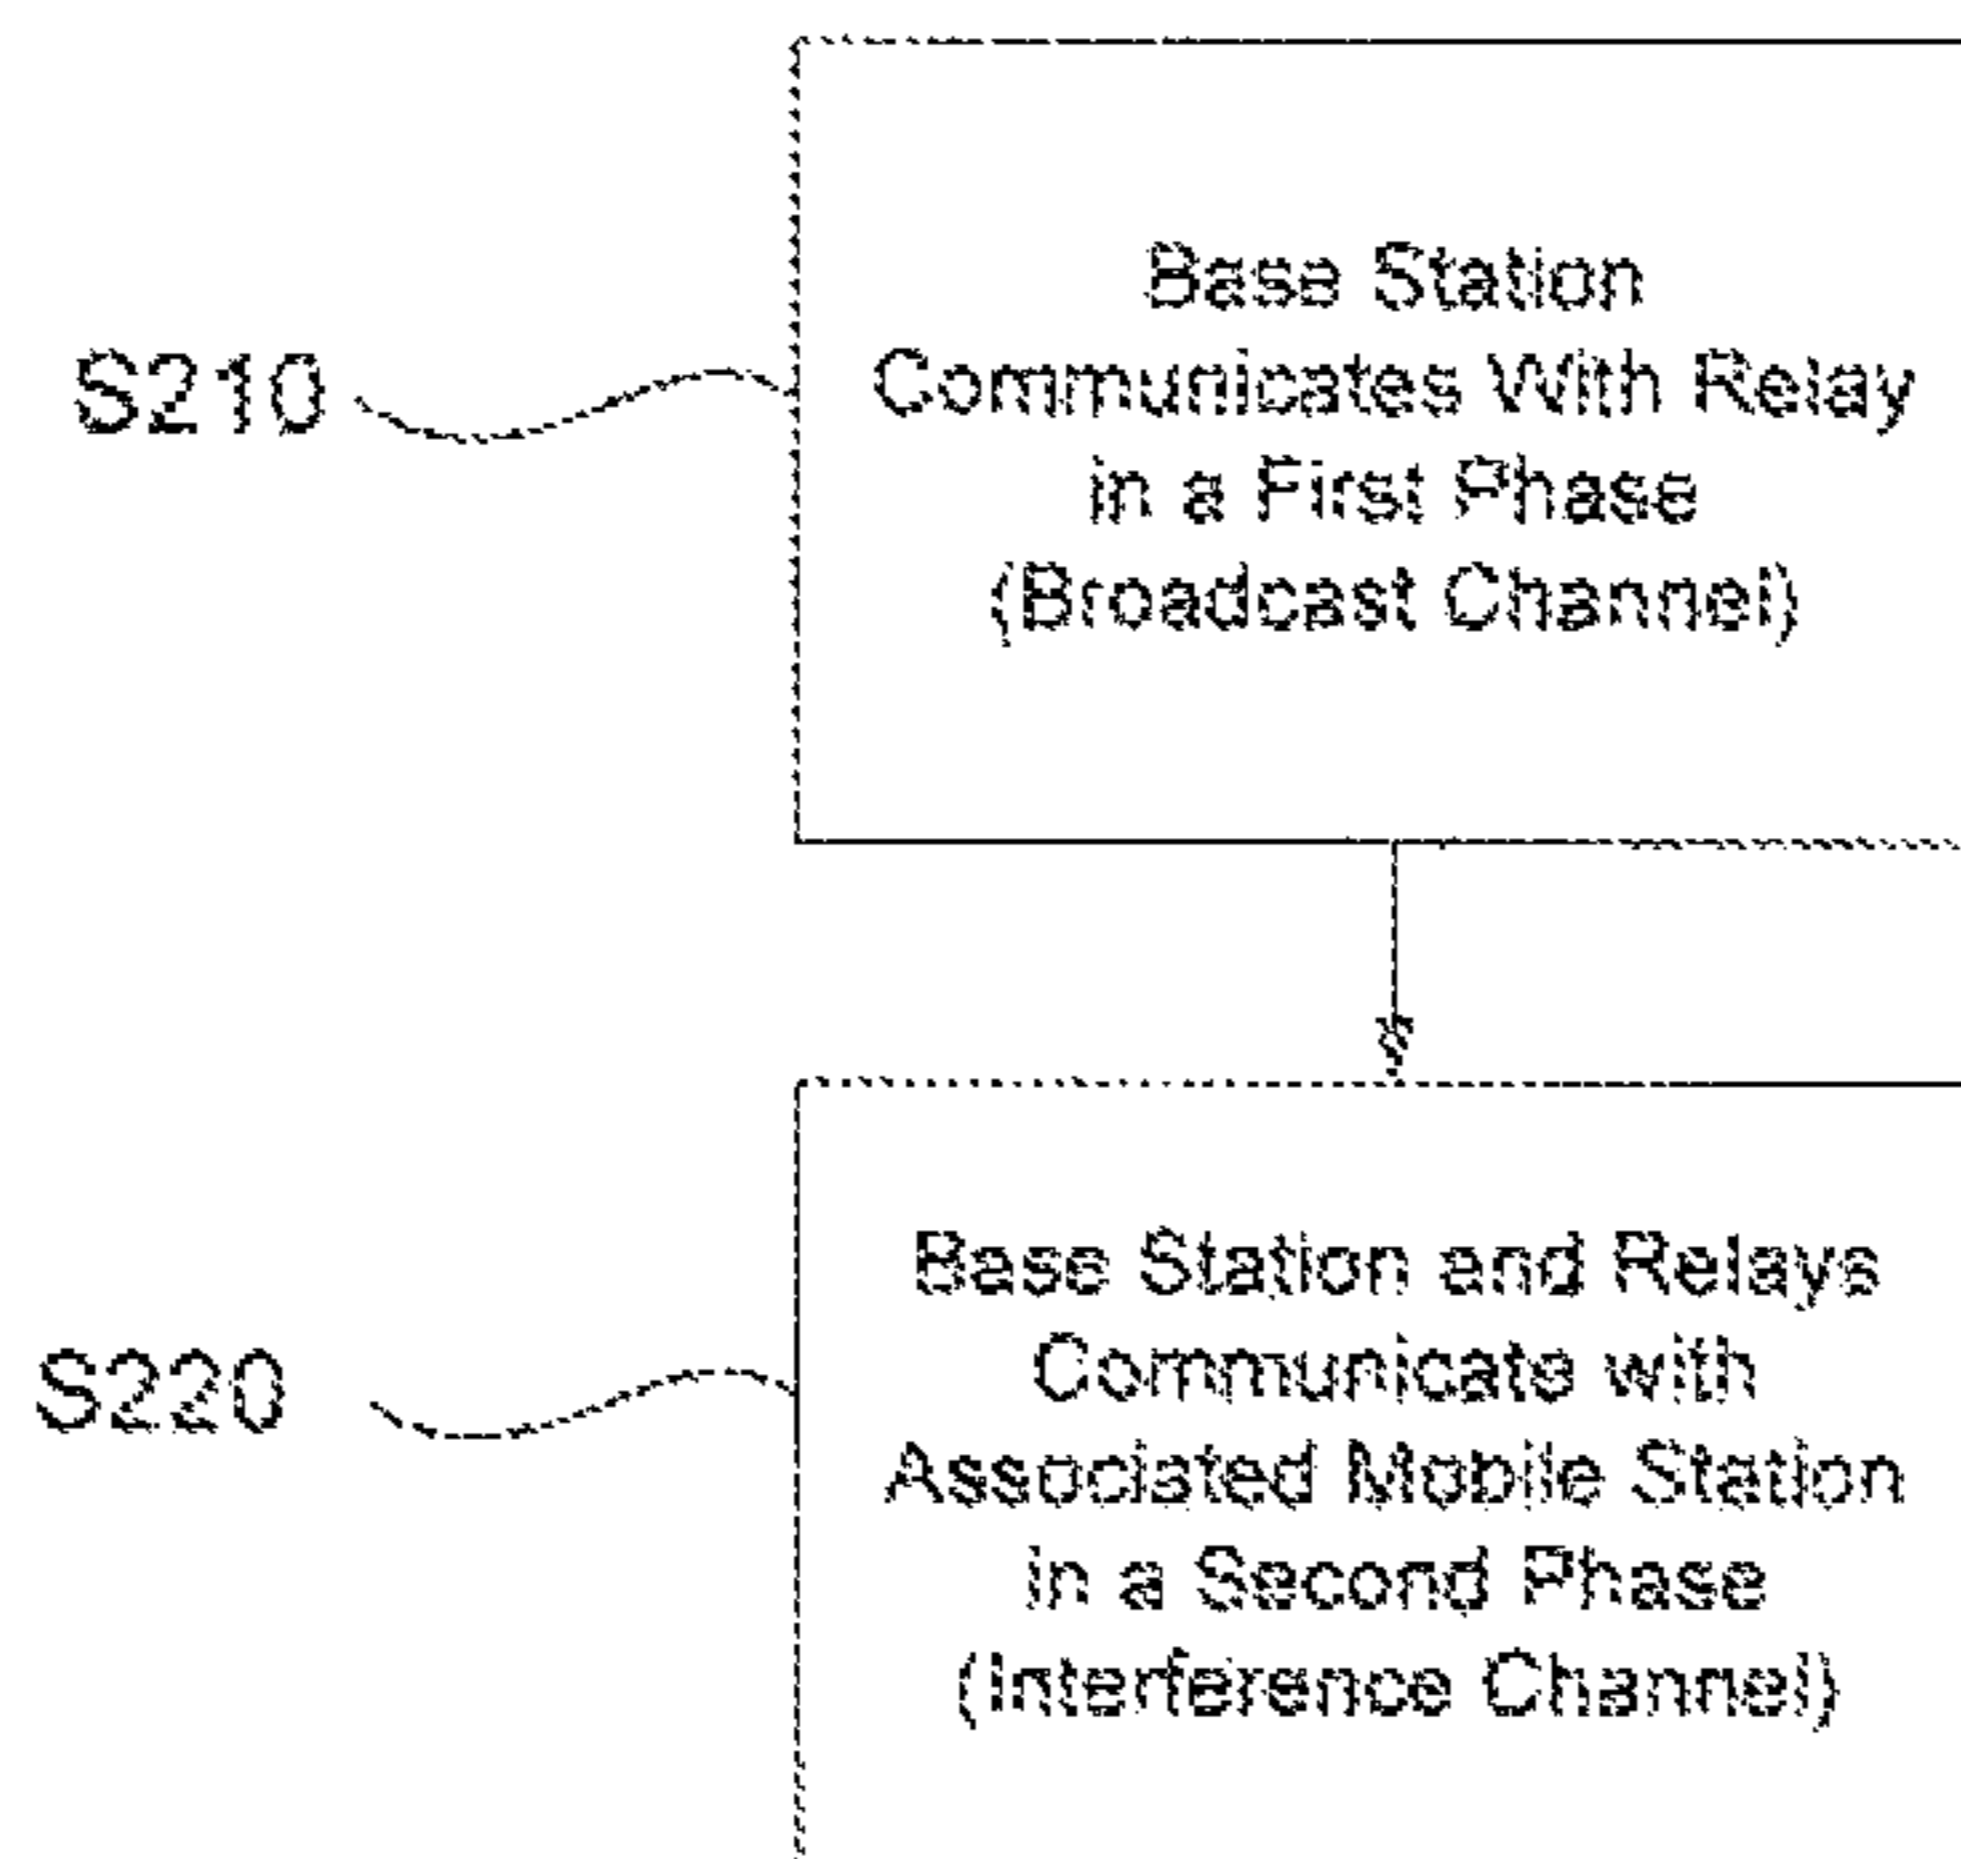 S210
Base Station
Communicates With Relay
in a First Phase
(Broadcast Channel)
S220
Base Station and Relays
Communicate with
Associated Mobile Station
in a Second Phase
(Interference Channel)